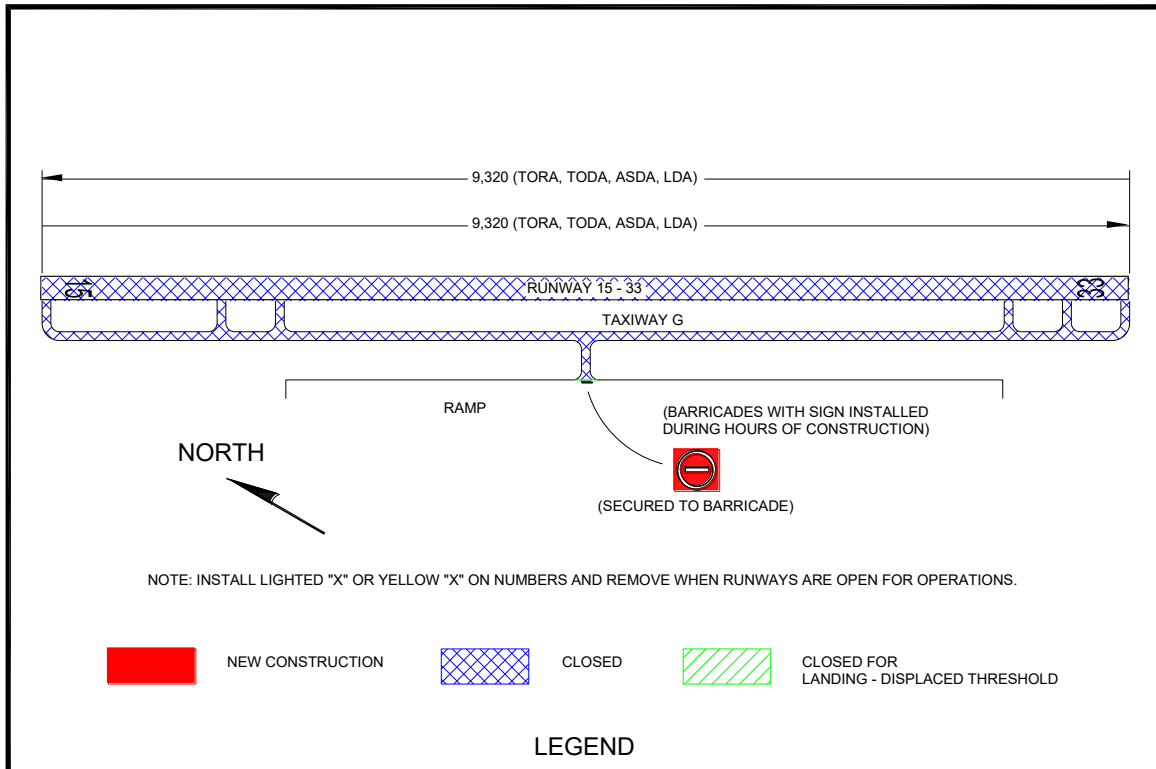 9,320 (TORA, TODA, ASDA, LDA)
9,320 (TORA, TODA, ASDA, LDA)
15
RUNWAY 15 - 33
33
TAXIWAY G
RAMP
(BARRICADES WITH SIGN INSTALLED
DURING HOURS OF CONSTRUCTION)
NORTH
(SECURED TO BARRICADE)
NOTE: INSTALL LIGHTED "X" OR YELLOW "X" ON NUMBERS AND REMOVE WHEN RUNWAYS ARE OPEN FOR OPERATIONS.
NEW CONSTRUCTION
CLOSED
CLOSED FOR
LANDING - DISPLACED THRESHOLD
LEGEND